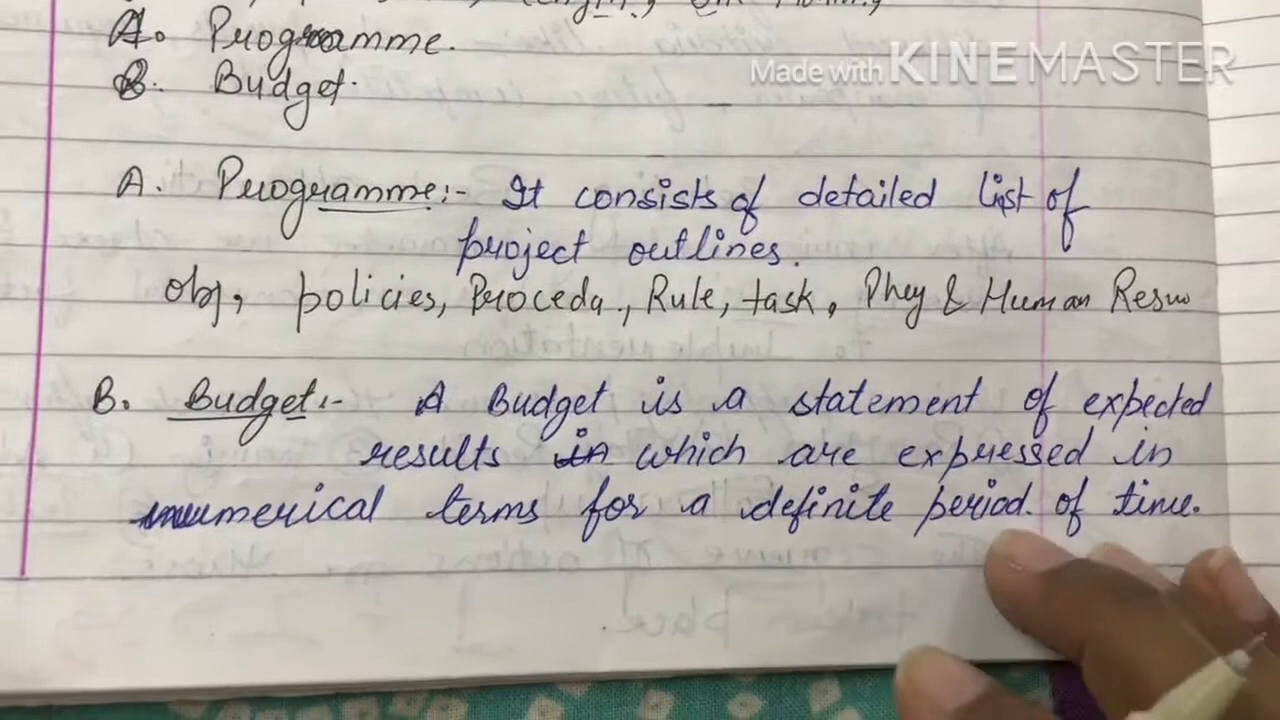 A. Programme.
B. Budget.
Made with KINEMASTER
A. Programme:- It consists of detailed list of
project outlines.
obj, policies, Proceda, Rule, task, Phy & Human Resu
B. Budget:- A Budget is a statement of expected
results in which are expressed in
numerical terms for a definite period of time.